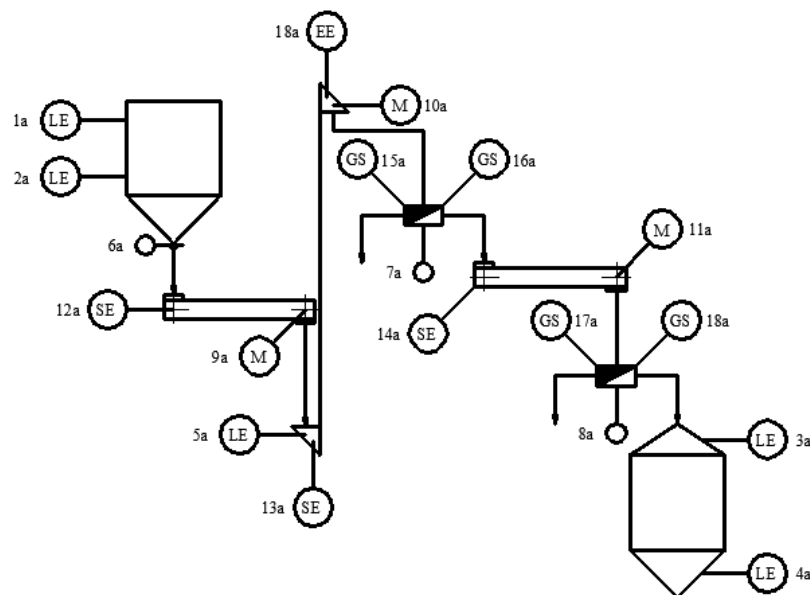 18a EE
M 10a
1a LE
GS 15a
GS 16a
2a LE
M 11a
6a
7a
12a SE
14a SE
GS 17a
GS 18a
9a M
5a LE
8a
LE 3a
13a SE
LE 4a